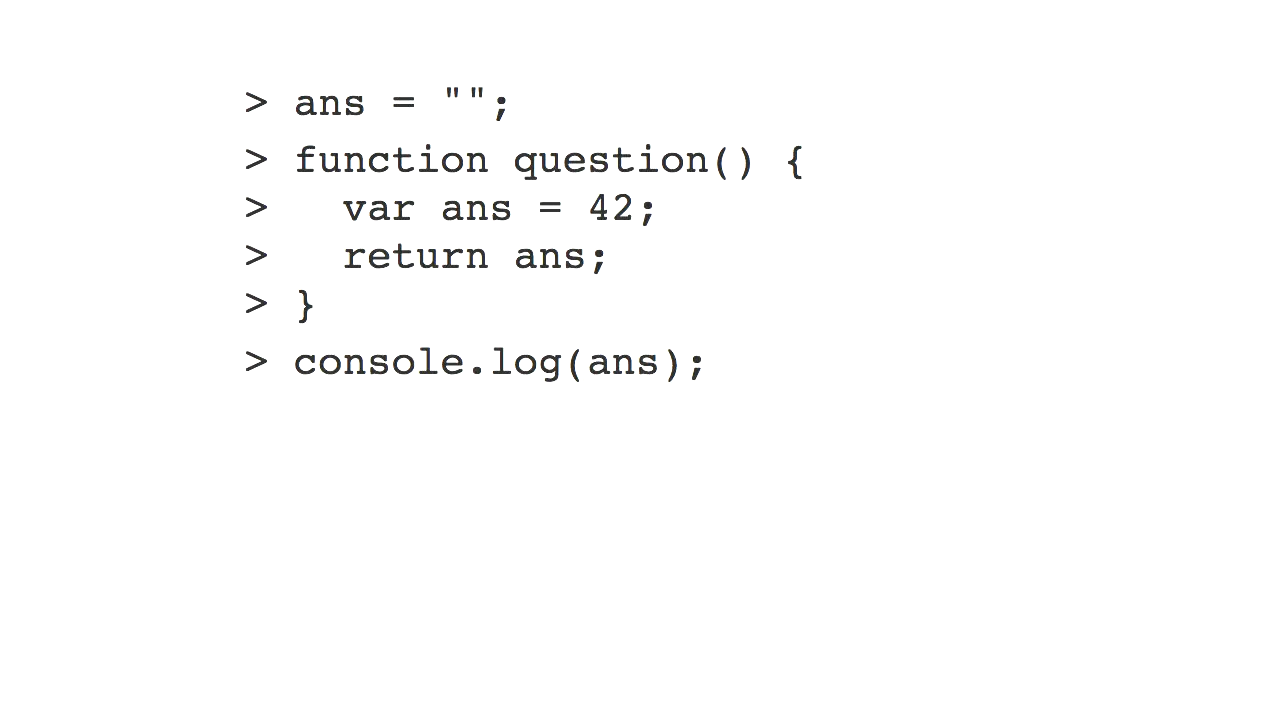 > ans = "";
> function question() {
>   var ans = 42;
>   return ans;
> }
> console.log(ans);